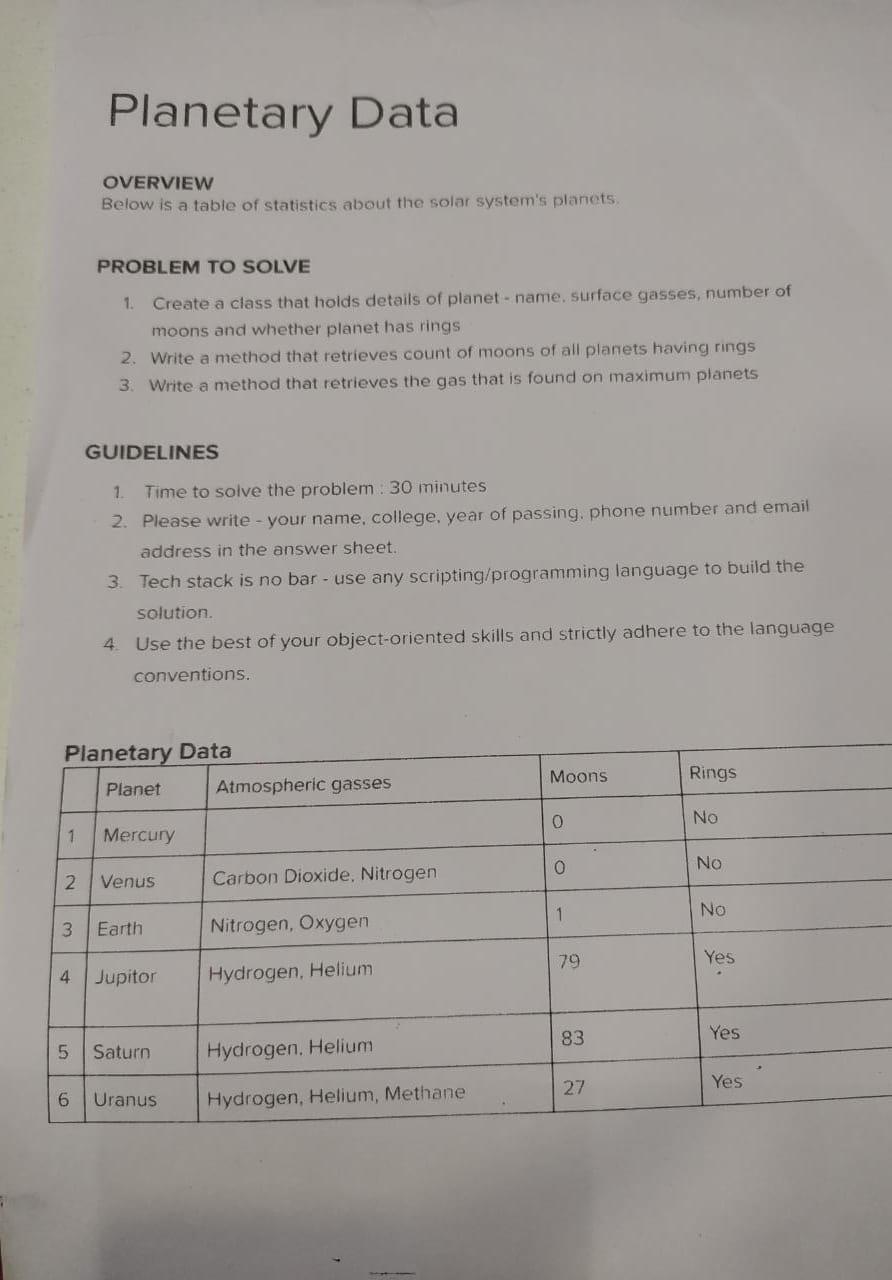 Planetary Data
OVERVIEW
Below is a table of statistics about the solar system's planets.
PROBLEM TO SOLVE
1. Create a class that holds details of planet - name, surface gasses, number of
moons and whether planet has rings
2. Write a method that retrieves count of moons of all planets having rings
3. Write a method that retrieves the gas that is found on maximum planets
GUIDELINES
1. Time to solve the problem : 30 minutes
2. Please write - your name, college, year of passing, phone number and email
address in the answer sheet.
3. Tech stack is no bar - use any scripting/programming language to build the
solution.
4. Use the best of your object-oriented skills and strictly adhere to the language
conventions.
Planetary Data
Planet Atmospheric gasses Moons Rings
1 Mercury 0 No
2 Venus Carbon Dioxide, Nitrogen 0 No
3 Earth Nitrogen, Oxygen 1 No
4 Jupitor Hydrogen, Helium 79 Yes
5 Saturn Hydrogen, Helium 83 Yes
6 Uranus Hydrogen, Helium, Methane 27 Yes